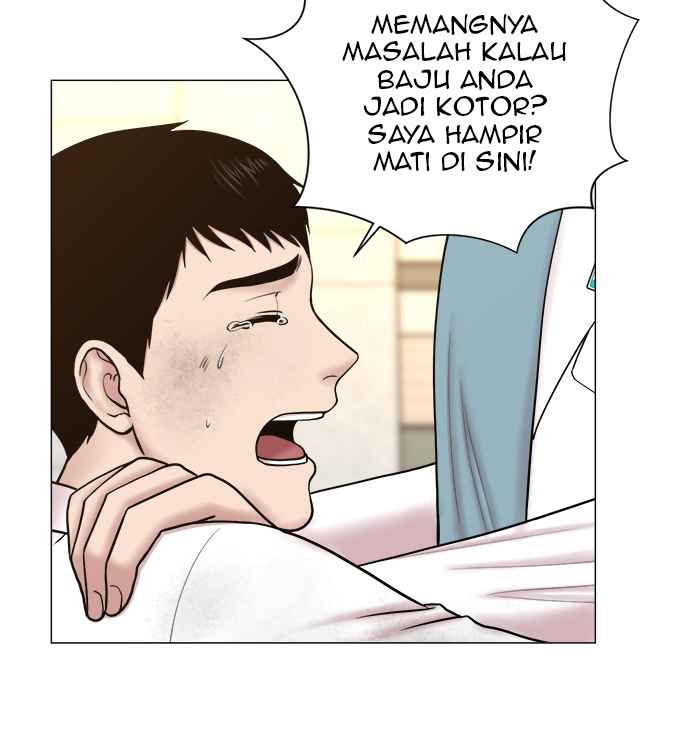 MEMANGNYA
MASALAH KALAU
BAJU ANDA
JADI KOTOR?
SAYA HAMPIR
MATI DI SINI!